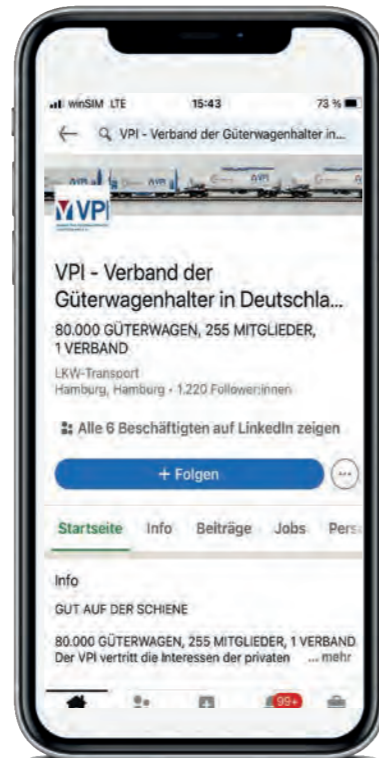 winSIM LTE 15:43 73 %
VPI - Verband der Güterwagenhalter in...
VPI
VPI - Verband der
Güterwagenhalter in Deutschla...
80.000 GÜTERWAGEN, 255 MITGLIEDER,
1 VERBAND
LKW-Transport
Hamburg, Hamburg • 1.220 Follower:innen
Alle 6 Beschäftigten auf LinkedIn zeigen
+ Folgen
Startseite Info Beiträge Jobs
Info
GUT AUF DER SCHIENE
80.000 GÜTERWAGEN, 255 MITGLIEDER, 1 VERBAND
Der VPI vertritt die Interessen der privaten ... mehr
99+